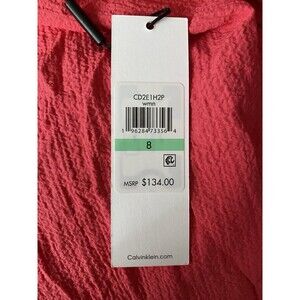 CD2E1H2P
wmn
1 96284 73356 4
8
MSRP $134.00
Calvinklein.com